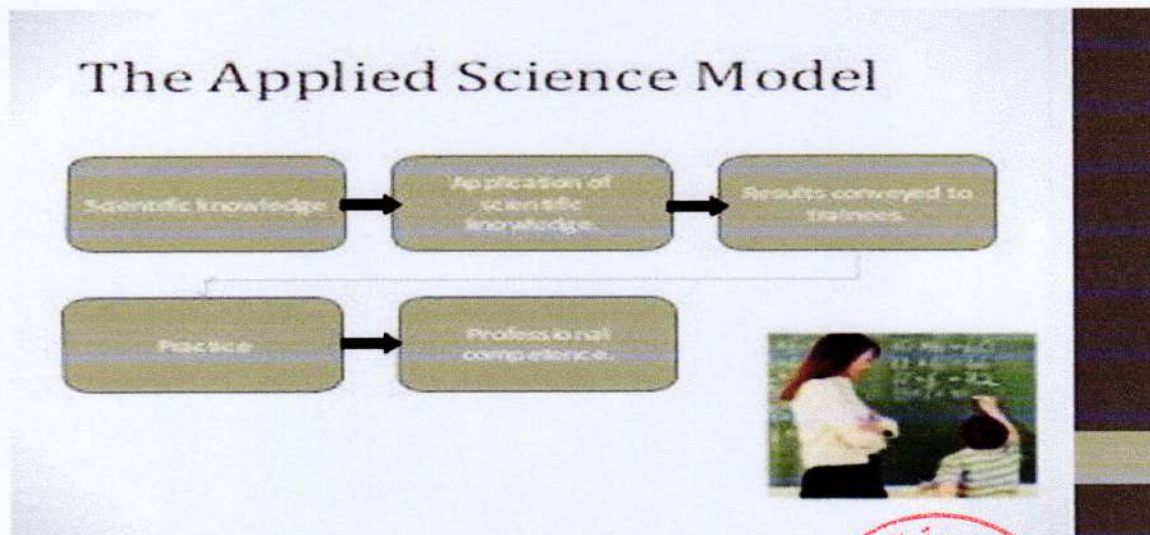 The Applied Science Model
Scientific knowledge
Application of
scientific
knowledge.
Results conveyed to
trainees.
Practice
Professional
competence.